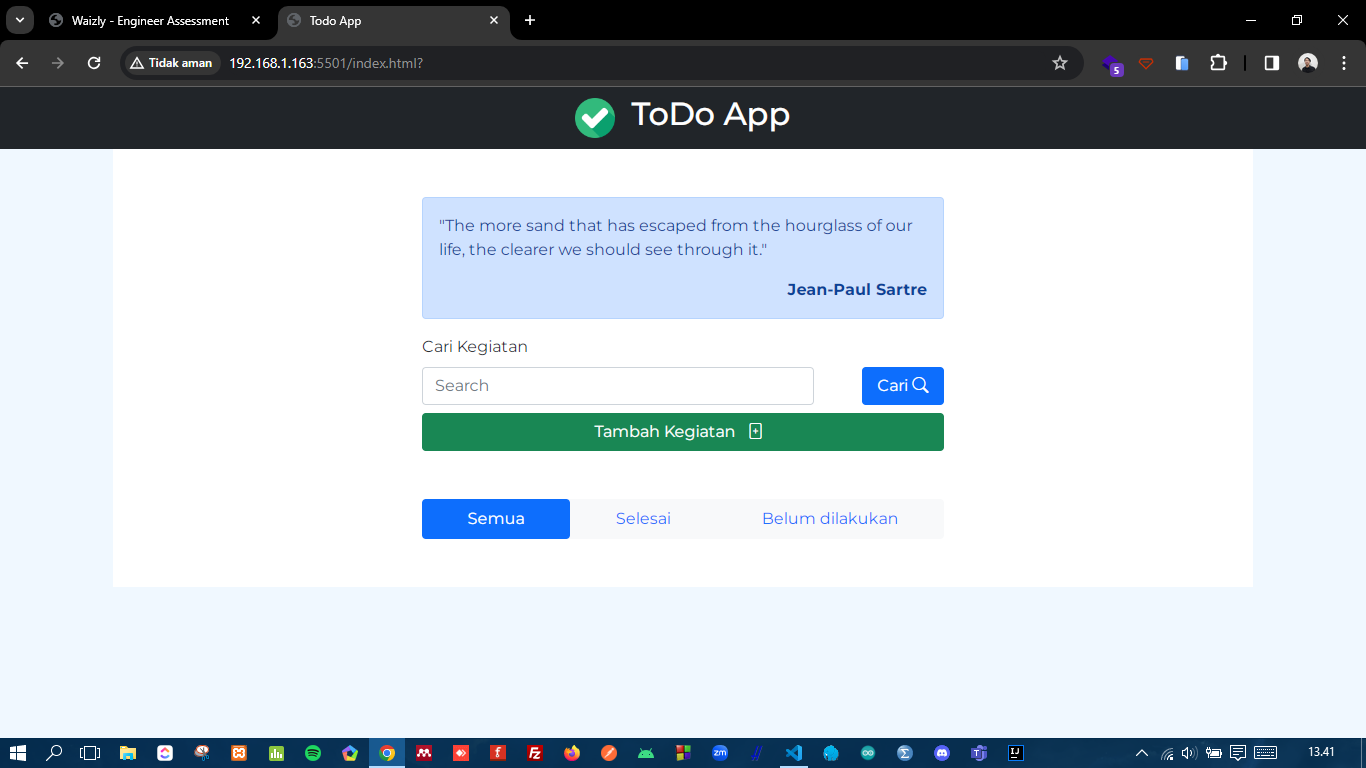 Waizly - Engineer Assessment
Todo App
Tidak aman
192.168.1.163:5501/index.html?
5
ToDo App
"The more sand that has escaped from the hourglass of our
life, the clearer we should see through it."
Jean-Paul Sartre
Cari Kegiatan
Search
Cari
Tambah Kegiatan
Semua
Selesai
Belum dilakukan
zm
13.41